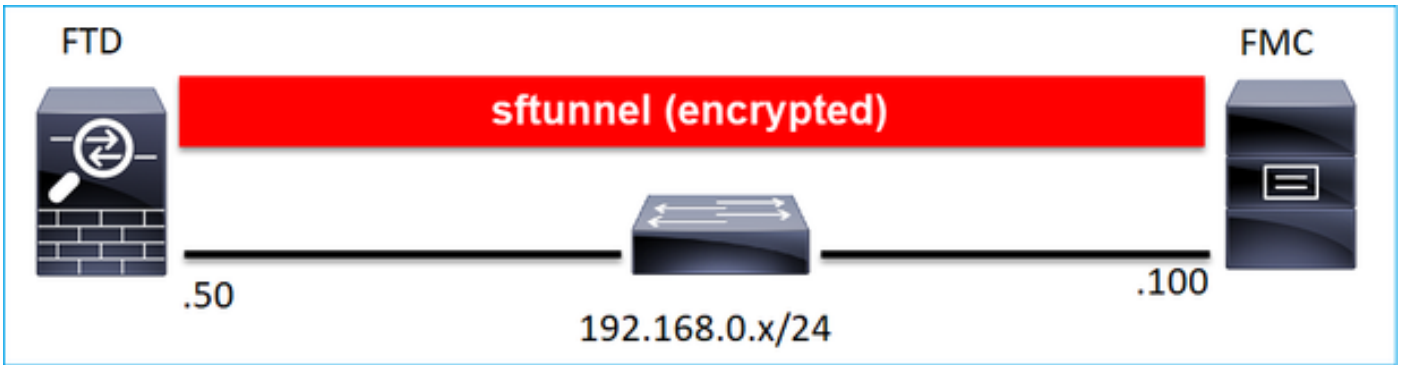 FTD
FMC
sftunnel (encrypted)
.50
.100
192.168.0.x/24